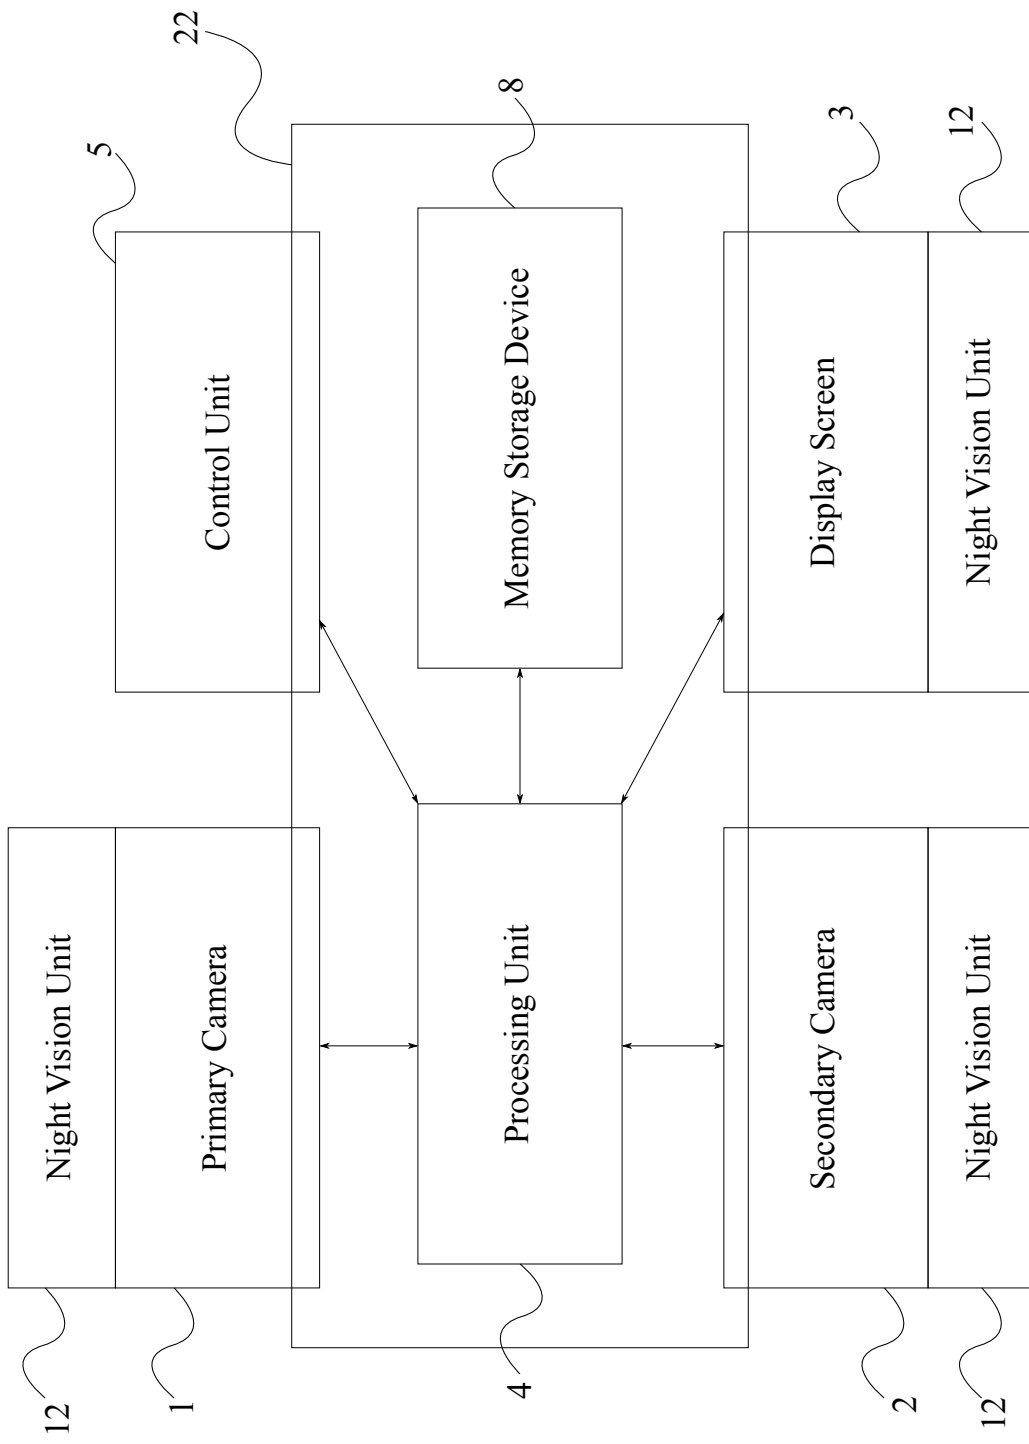 12
Night Vision Unit
5
1
22
Primary Camera
Control Unit
4
Processing Unit
Memory Storage Device
8
Secondary Camera
Display Screen
3
2
12
Night Vision Unit
Night Vision Unit
12